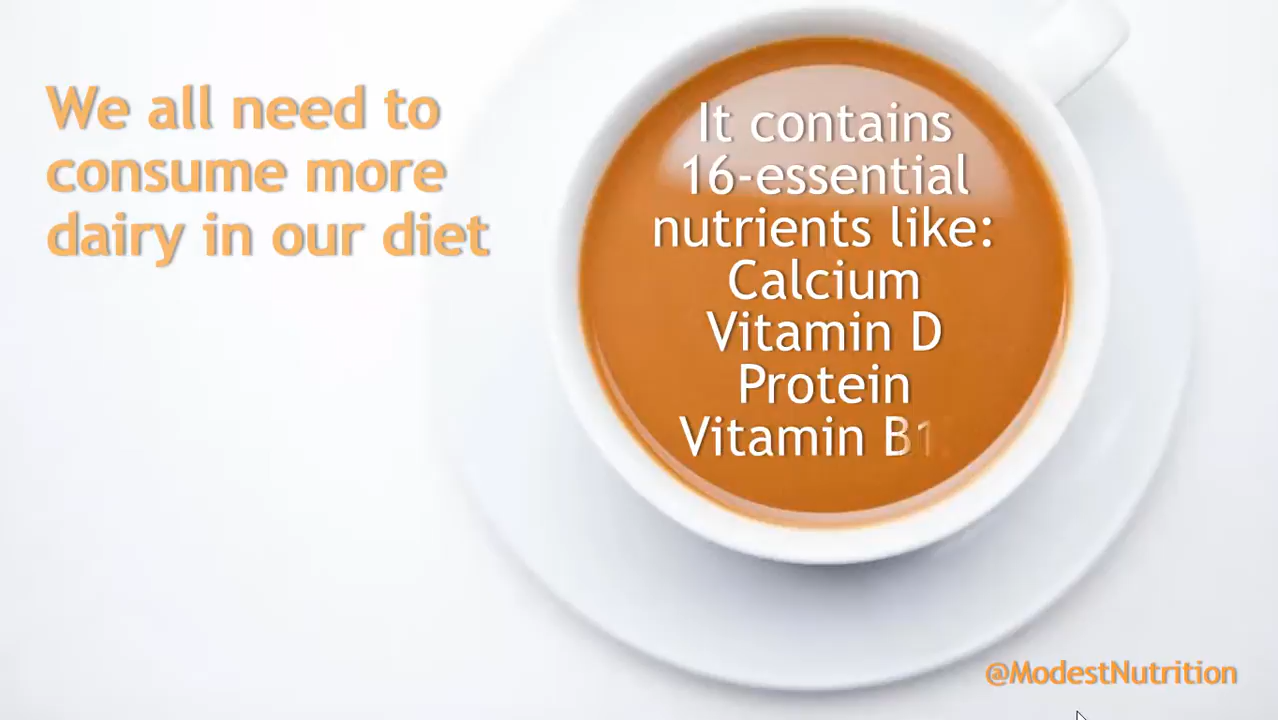 We all need to
consume more
dairy in our diet
It contains
16-essential
nutrients like:
Calcium
Vitamin D
Protein
Vitamin
@ModestNutrition